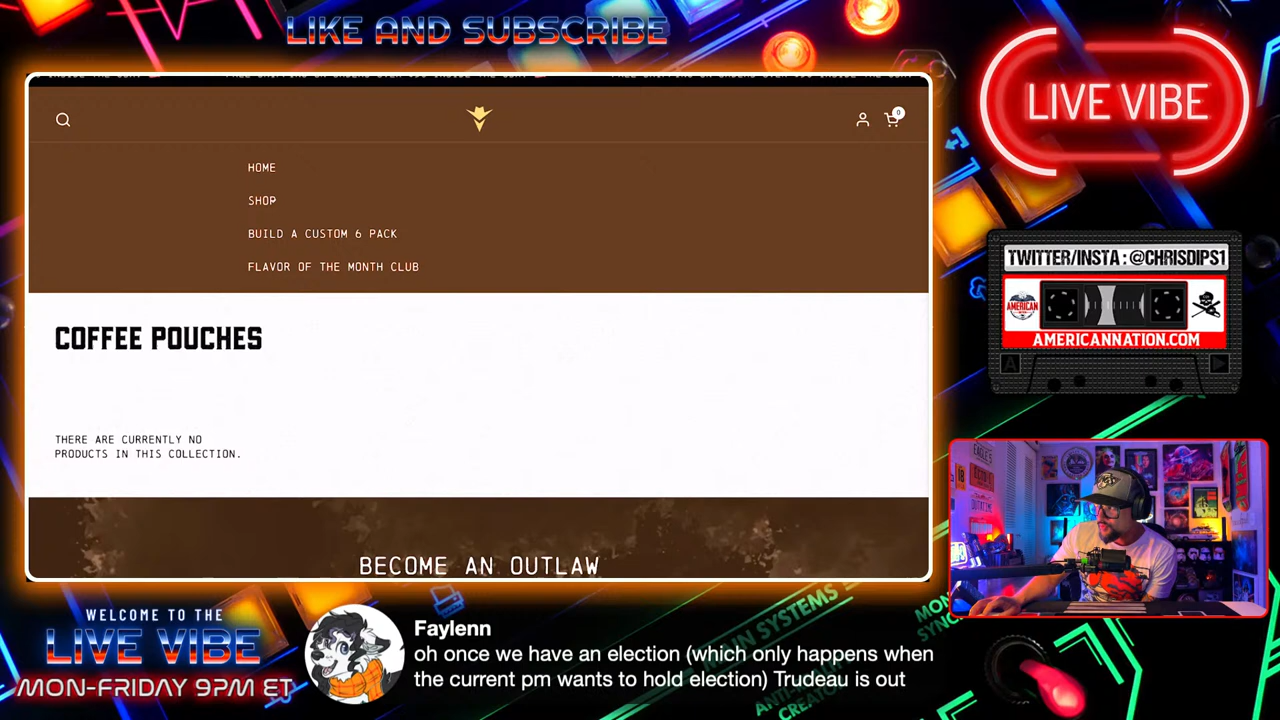 LIKE AND SUBSCRIBE
0
HOME
SHOP
BUILD A CUSTOM 6 PACK
FLAVOR OF THE MONTH CLUB
COFFEE POUCHES
THERE ARE CURRENTLY NO
PRODUCTS IN THIS COLLECTION.
BECOME AN OUTLAW
LIVE VIBE
TWITTER/INSTA : @CHRISDIPS1
AMERICAN
AMERICANNATION.COM
A
WELCOME TO THE
LIVE VIBE
MON-FRIDAY 9PM ET
Faylenn
oh once we have an election (which only happens when
the current pm wants to hold election) Trudeau is out